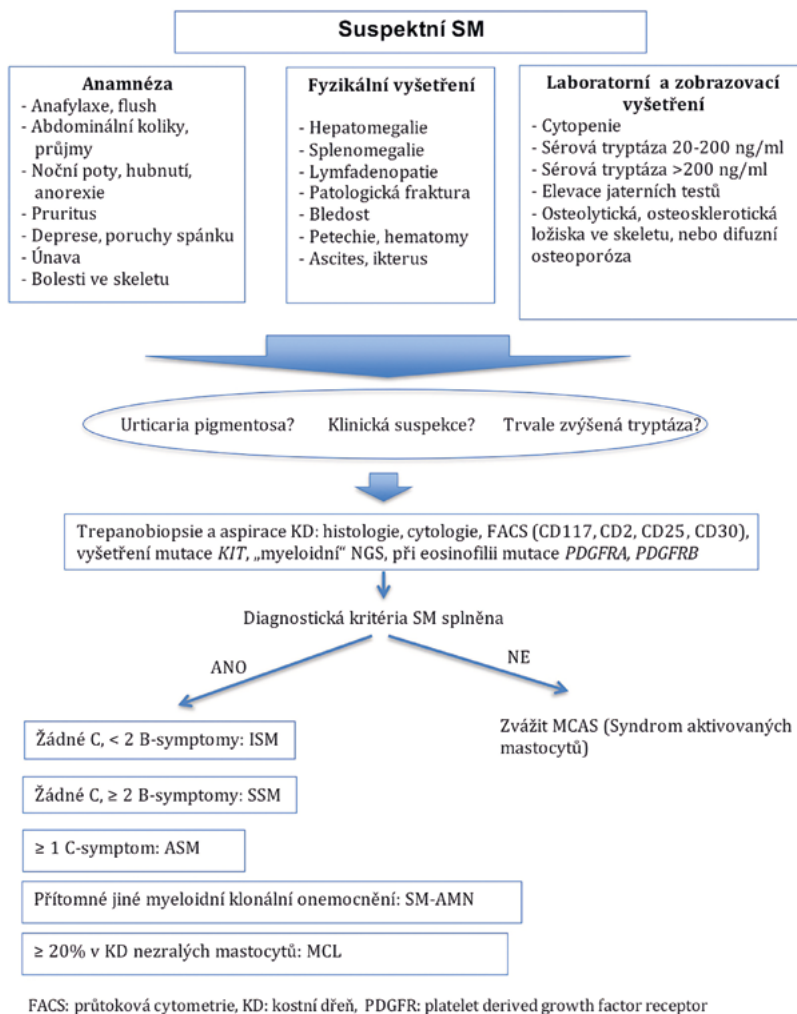 Suspektní SM
Anamnéza
- Anafylaxe, flush
- Abdominální koliky,
průjmy
- Noční poty, hubnutí,
anorexie
- Pruritus
- Deprese, poruchy spánku
- Únava
- Bolesti ve skeletu
Fyzikální vyšetření
- Hepatomegalie
- Splenomegalie
- Lymfadenopatie
- Patologická fraktura
- Bledost
- Petechie, hematomy
- Ascites, ikterus
Laboratorní a zobrazovací
vyšetření
- Cytopenie
- Sérová tryptáza 20-200 ng/ml
- Sérová tryptáza >200 ng/ml
- Elevace jaterních testů
- Osteolytická, osteosklerotická
ložiska ve skeletu, nebo difuzní
osteoporóza
Urticaria pigmentosa? Klinická suspekce? Trvale zvýšená tryptáza?
Trepanobiopsie a aspirace KD: histologie, cytologie, FACS (CD117, CD2, CD25, CD30),
vyšetření mutace KIT, „myeloidní“ NGS, při eosinofilii mutace PDGFRA, PDGFRB
Diagnostická kritéria SM splněna
ANO
NE
Žádné C, < 2 B-symptomy: ISM
Zvážit MCAS (Syndrom aktivovaných
mastocytů)
Žádné C, ≥ 2 B-symptomy: SSM
≥ 1 C-symptom: ASM
Přítomné jiné myeloidní klonální onemocnění: SM-AMN
≥ 20% v KD nezralých mastocytů: MCL
FACS: průtoková cytometrie, KD: kostní dřeň, PDGFR: platelet derived growth factor receptor